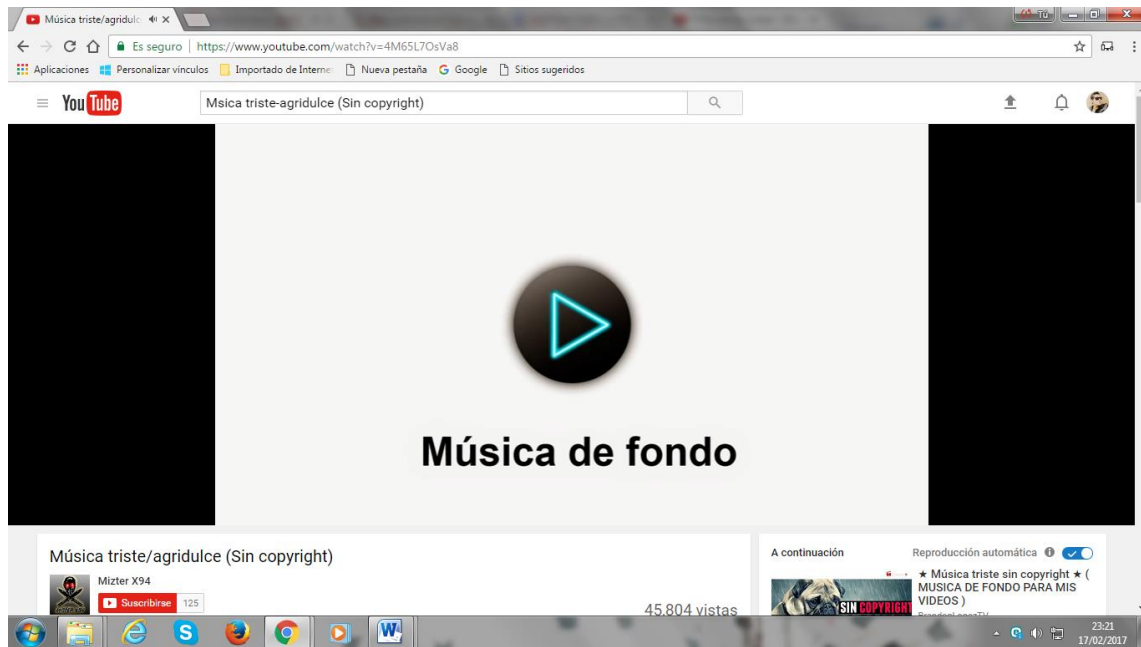 Música triste/agridulc
Tú
Es seguro | https://www.youtube.com/watch?v=4M65L7OsVa8
Aplicaciones Personalizar vínculos Importado de Interne Nueva pestaña Google Sitios sugeridos
YouTube
Msica triste-agridulce (Sin copyright)
Música de fondo
Música triste/agridulce (Sin copyright)
Mizter X94
Suscribirse 125
45.804 vistas
A continuación Reproducción automática
SIN COPYRIGHT
★ Música triste sin copyright ★ (
MUSICA DE FONDO PARA MIS
VIDEOS )
23:21
17/02/2017